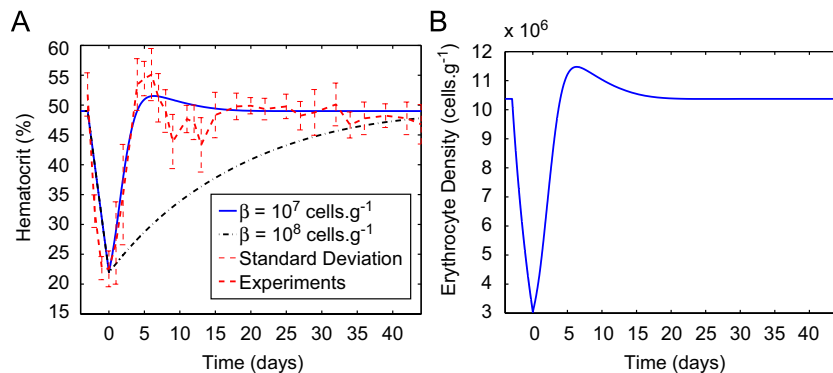 A
60
55
50
45
40
35
30
25
20
15
Hematocrit (%)
β = 10⁷ cells.g⁻¹
β = 10⁸ cells.g⁻¹
Standard Deviation
Experiments
0 5 10 15 20 25 30 35 40
Time (days)
B
x 10⁶
12
11
10
9
8
7
6
5
4
3
Erythrocyte Density (cells.g⁻¹)
0 5 10 15 20 25 30 35 40
Time (days)